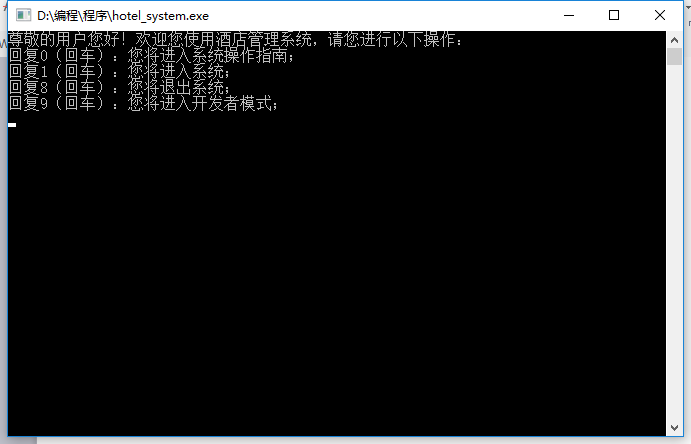 D:\编程\程序\hotel_system.exe
尊敬的用户您好！欢迎您使用酒店管理系统，请您进行以下操作：
回复0（回车）：您将进入系统操作指南；
回复1（回车）：您将进入系统；
回复8（回车）：您将退出系统；
回复9（回车）：您将进入开发者模式；